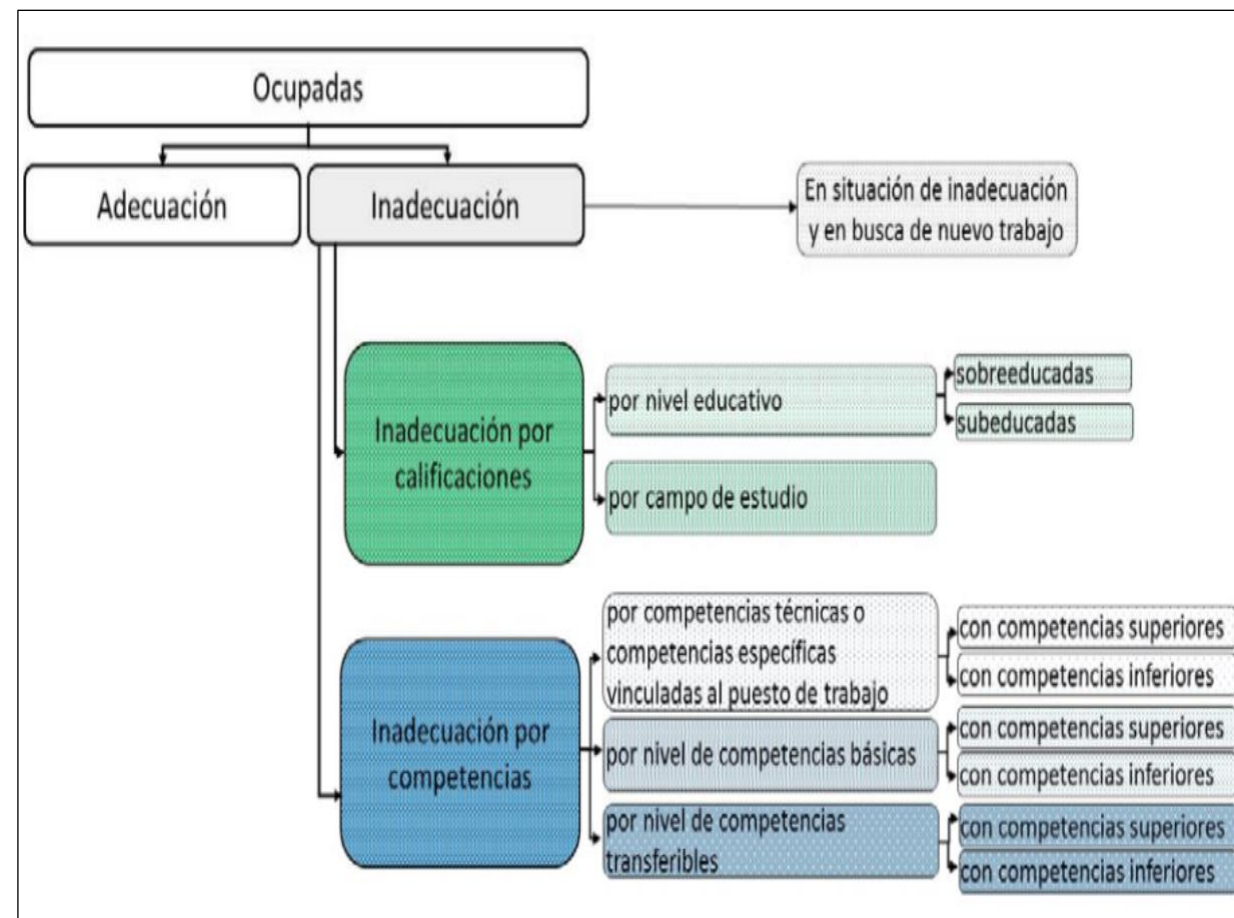 Ocupadas
Adecuación
Inadecuación
En situación de inadecuación
y en busca de nuevo trabajo
Inadecuación por
calificaciones
por nivel educativo
sobreeducadas
subeducadas
por campo de estudio
Inadecuación por
competencias
por competencias técnicas o
competencias específicas
vinculadas al puesto de trabajo
con competencias superiores
con competencias inferiores
por nivel de competencias básicas
con competencias superiores
con competencias inferiores
por nivel de competencias
transferibles
con competencias superiores
con competencias inferiores